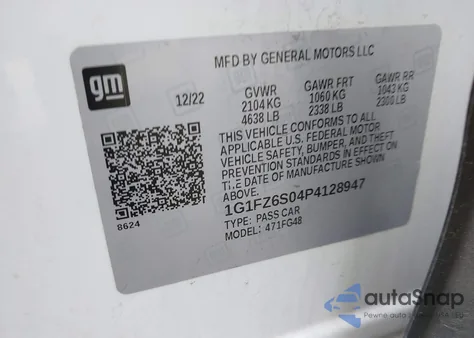 MFD BY GENERAL MOTORS LLC
gm
12/22
GVWR GAWR FRT GAWR RR
2104 KG 1060 KG 1043 KG
4638 LB 2338 LB 2300 LB
THIS VEHICLE CONFORMS TO ALL
APPLICABLE U.S. FEDERAL MOTOR
VEHICLE SAFETY, BUMPER, AND THEFT
PREVENTION STANDARDS IN EFFECT ON
THE DATE OF MANUFACTURE SHOWN
ABOVE.
8624
1G1FZ6S04P4128947
TYPE: PASS CAR
MODEL: 471FG48
autoSnap
Pewne auto prosto z